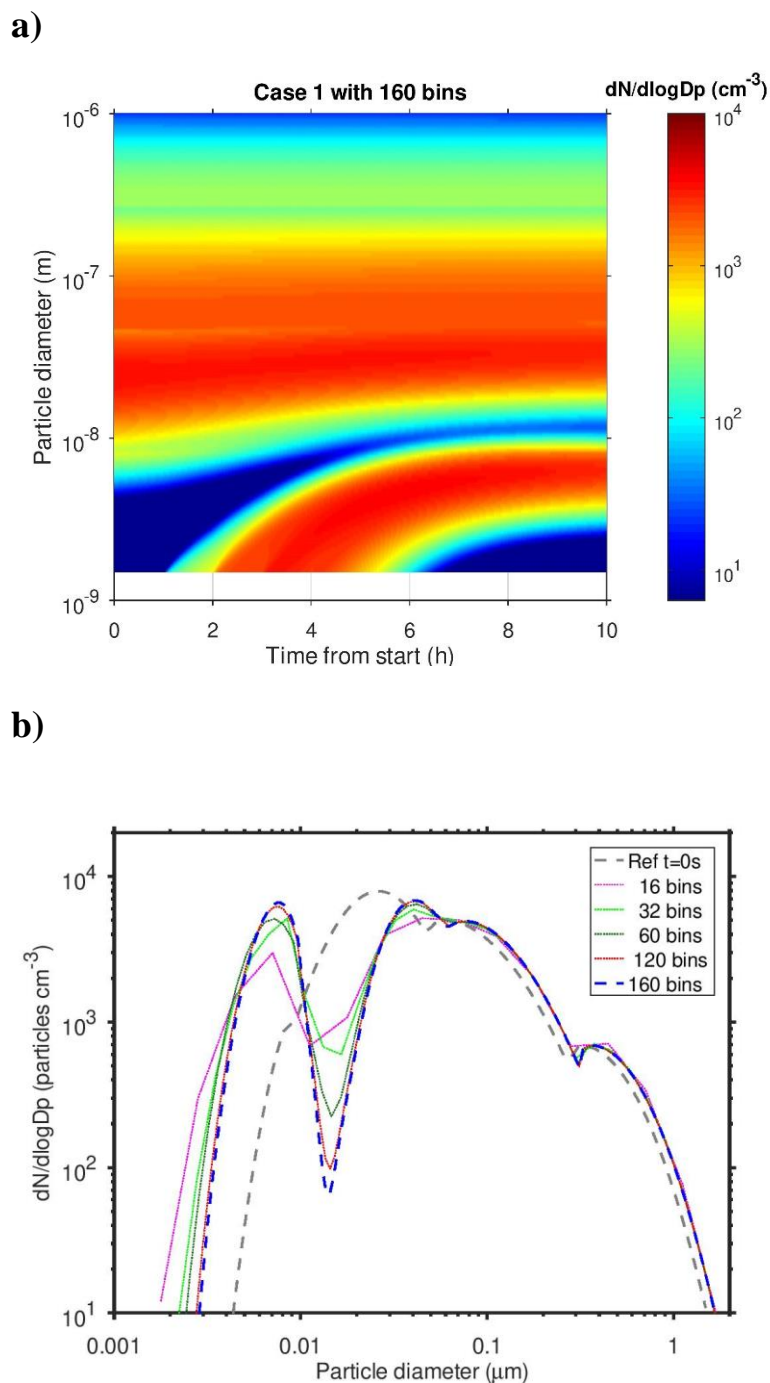 a)
Case 1 with 160 bins
dN/dlogDp (cm⁻³)
Particle diameter (m)
10⁻⁶
10⁻⁷
10⁻⁸
10⁻⁹
0 2 4 6 8 10
Time from start (h)
10⁴
10³
10²
10¹
b)
dN/dlogDp (particles cm⁻³)
10⁴
10³
10²
10¹
Ref t=0s
16 bins
32 bins
60 bins
120 bins
160 bins
0.001 0.01 0.1 1
Particle diameter (μm)